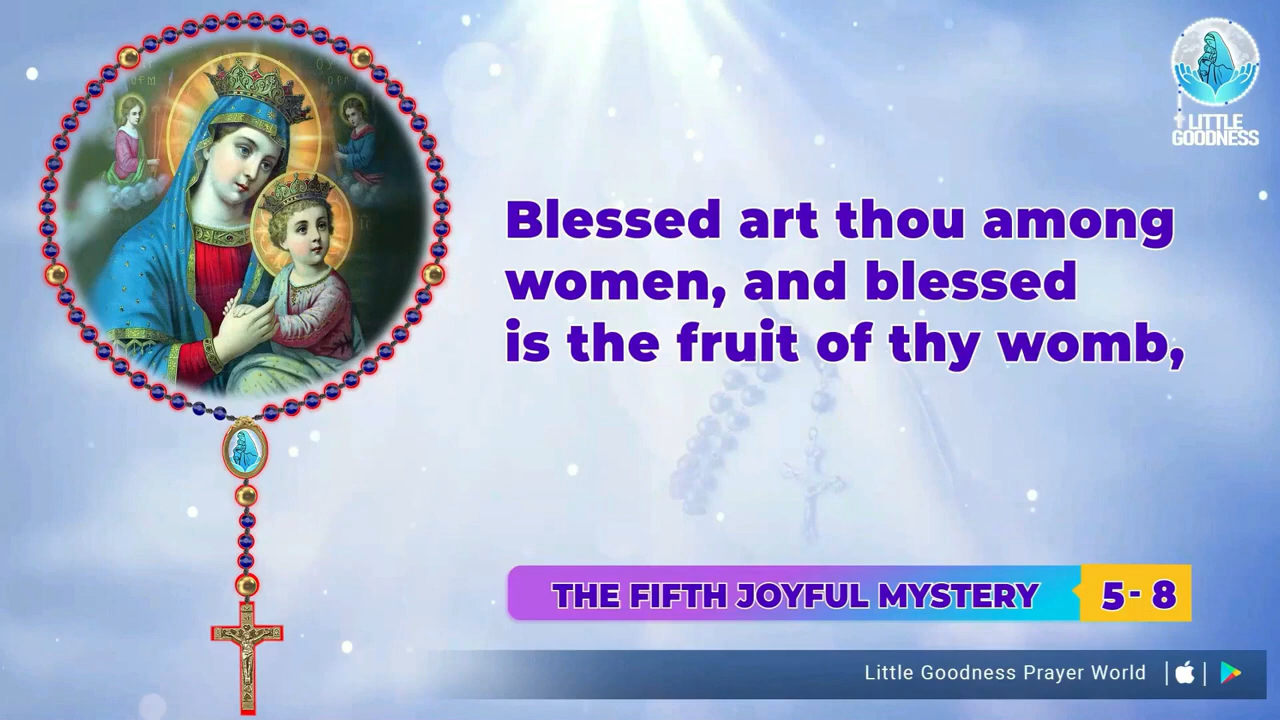 LITTLE
GOODNESS
Blessed art thou among
women, and blessed
is the fruit of thy womb,
THE FIFTH JOYFUL MYSTERY 5 - 8
Little Goodness Prayer World